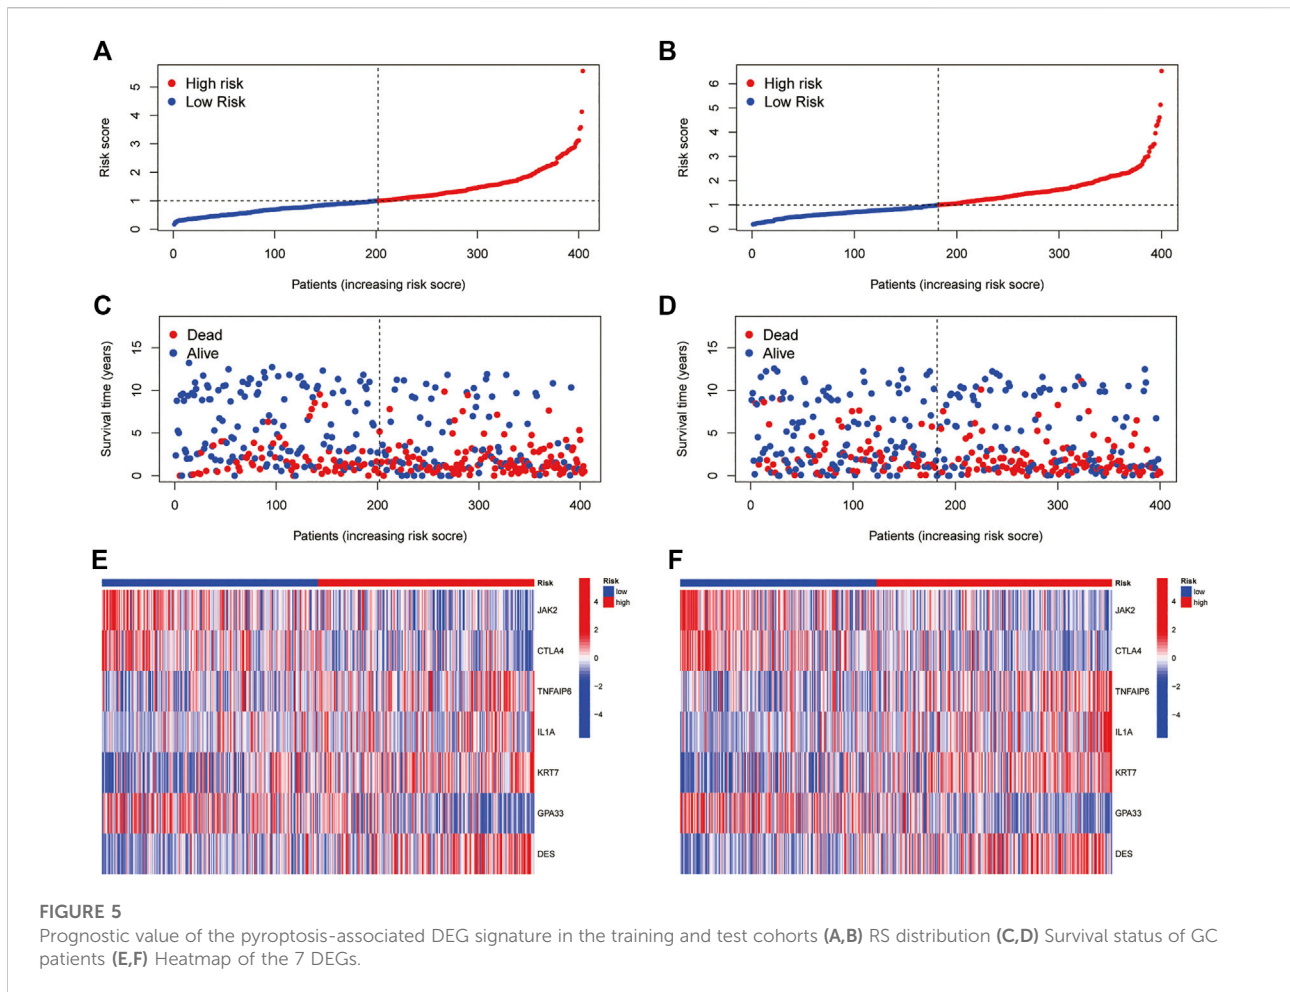 A
High risk
Low Risk
Risk score
5
4
3
2
1
0
0 100 200 300 400
Patients (increasing risk socre)
B
High risk
Low Risk
Risk score
6
5
4
3
2
1
0
0 100 200 300 400
Patients (increasing risk socre)
C
Dead
Alive
Survival time (years)
15
10
5
0
0 100 200 300 400
Patients (increasing risk socre)
D
Dead
Alive
Survival time (years)
15
10
5
0
0 100 200 300 400
Patients (increasing risk socre)
E
Risk
JAK2
CTLA4
TNFAIP6
IL1A
KRT7
GPA33
DES
4
2
0
−2
−4
Risk
low
high
F
Risk
JAK2
CTLA4
TNFAIP6
IL1A
KRT7
GPA33
DES
4
2
0
−2
−4
Risk
low
high
FIGURE 5
Prognostic value of the pyroptosis-associated DEG signature in the training and test cohorts (A,B) RS distribution (C,D) Survival status of GC
patients (E,F) Heatmap of the 7 DEGs.